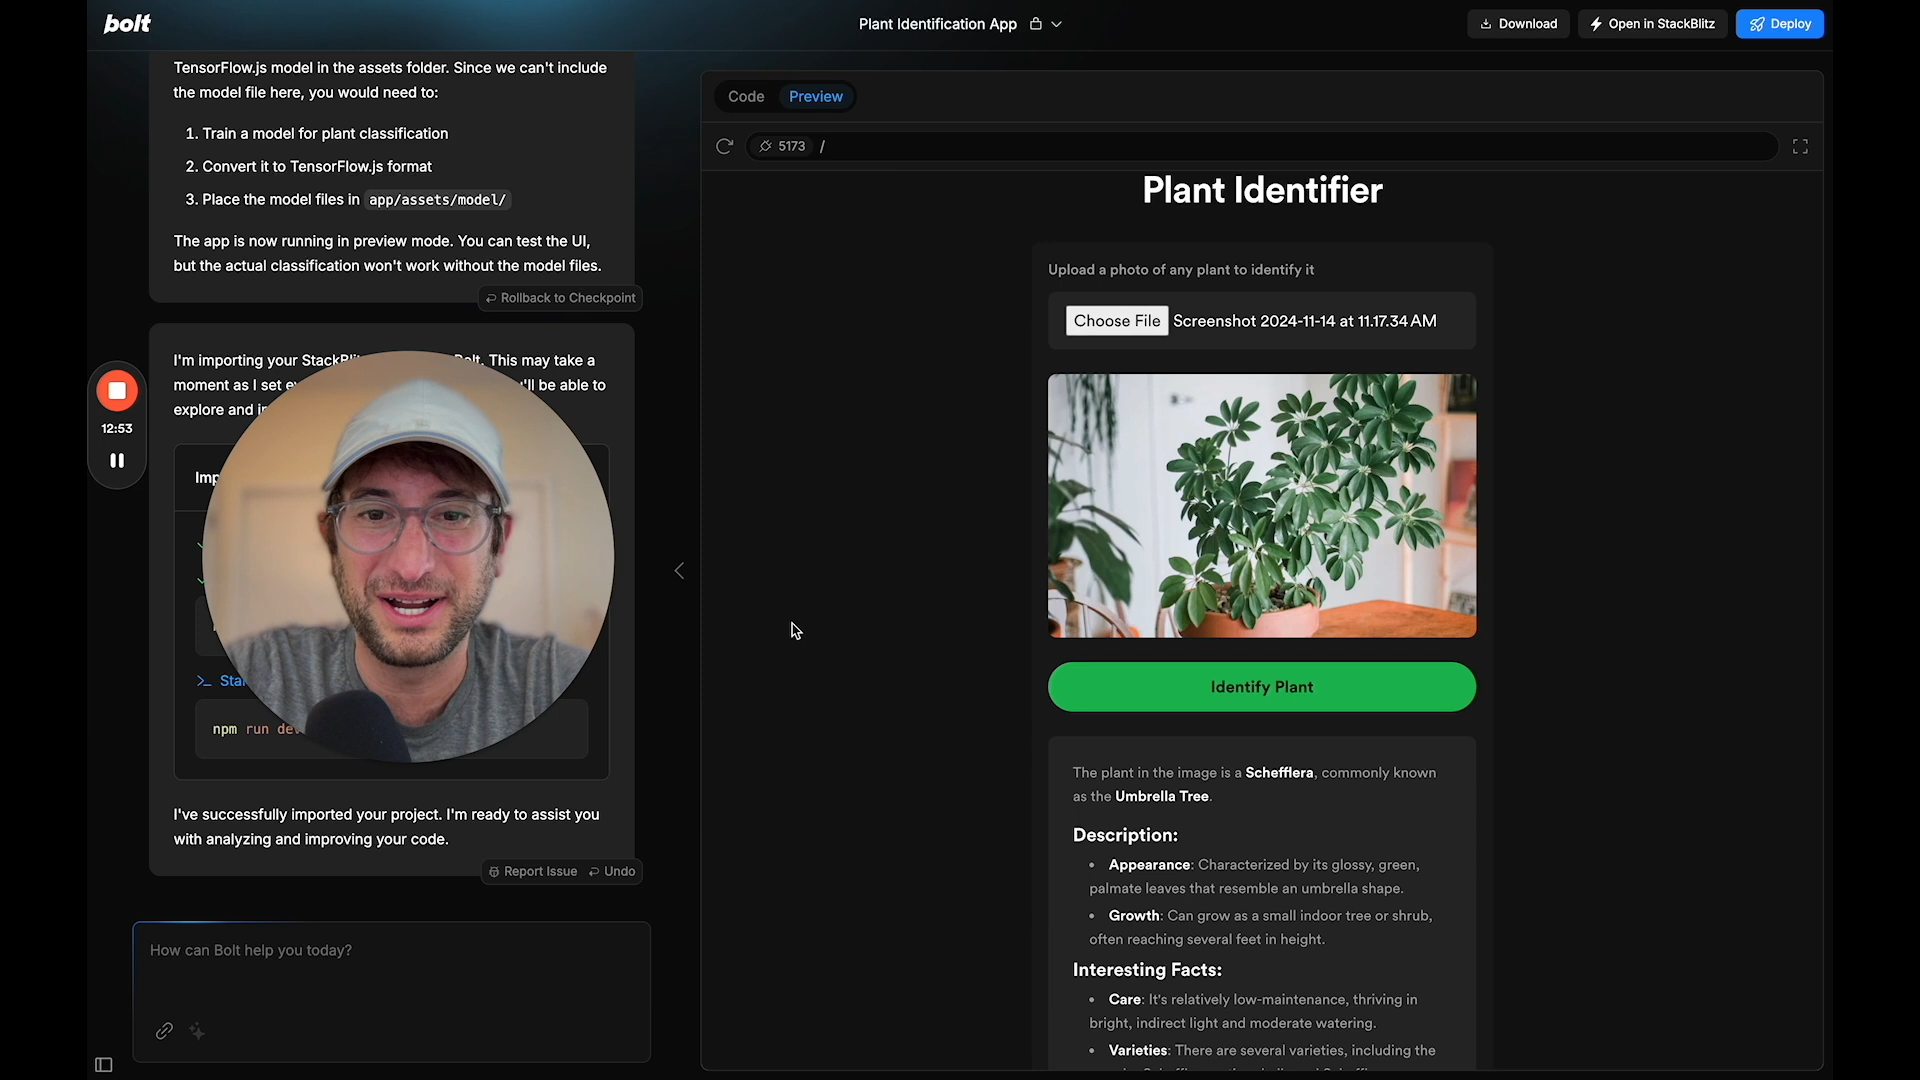 bolt
Plant Identification App
Download
Open in StackBlitz
Deploy
TensorFlow.js model in the assets folder. Since we can't include
the model file here, you would need to:
1. Train a model for plant classification
2. Convert it to TensorFlow.js format
3. Place the model files in app/assets/model/
The app is now running in preview mode. You can test the UI,
but the actual classification won't work without the model files.
Rollback to Checkpoint
I'm importing your
This may take a
moment as I set
be able to
explore and
12:53
npm run dev
I've successfully imported your project. I'm ready to assist you
with analyzing and improving your code.
Report Issue
Undo
How can Bolt help you today?
Code
Preview
5173 /
Plant Identifier
Upload a photo of any plant to identify it
Choose File Screenshot 2024-11-14 at 11.17.34 AM
Identify Plant
The plant in the image is a Schefflera, commonly known
as the Umbrella Tree.
Description:
• Appearance: Characterized by its glossy, green,
palmate leaves that resemble an umbrella shape.
• Growth: Can grow as a small indoor tree or shrub,
often reaching several feet in height.
Interesting Facts:
• Care: It's relatively low-maintenance, thriving in
bright, indirect light and moderate watering.
• Varieties: There are several varieties, including the